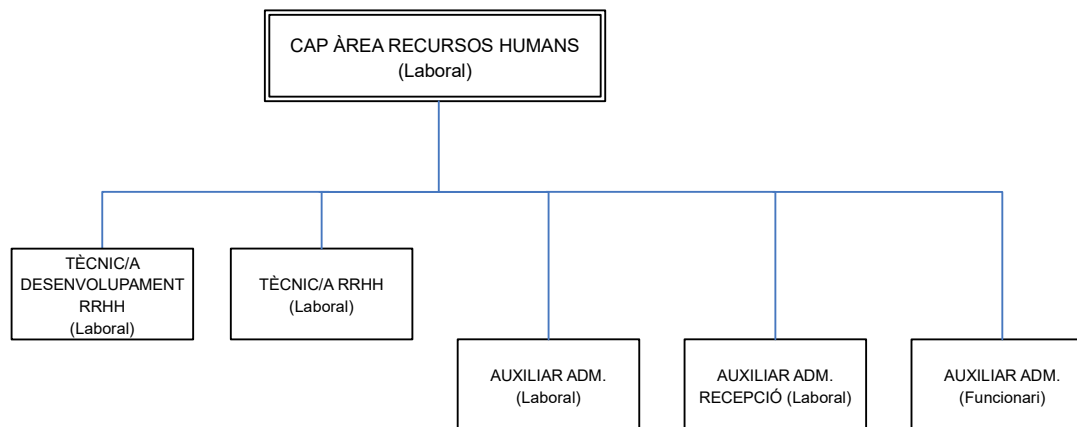 CAP ÀREA RECURSOS HUMANS
(Laboral)
TÈCNIC/A
DESENVOLUPAMENT
RRHH
(Laboral)
TÈCNIC/A RRHH
(Laboral)
AUXILIAR ADM.
(Laboral)
AUXILIAR ADM.
RECEPCIÓ (Laboral)
AUXILIAR ADM.
(Funcionari)